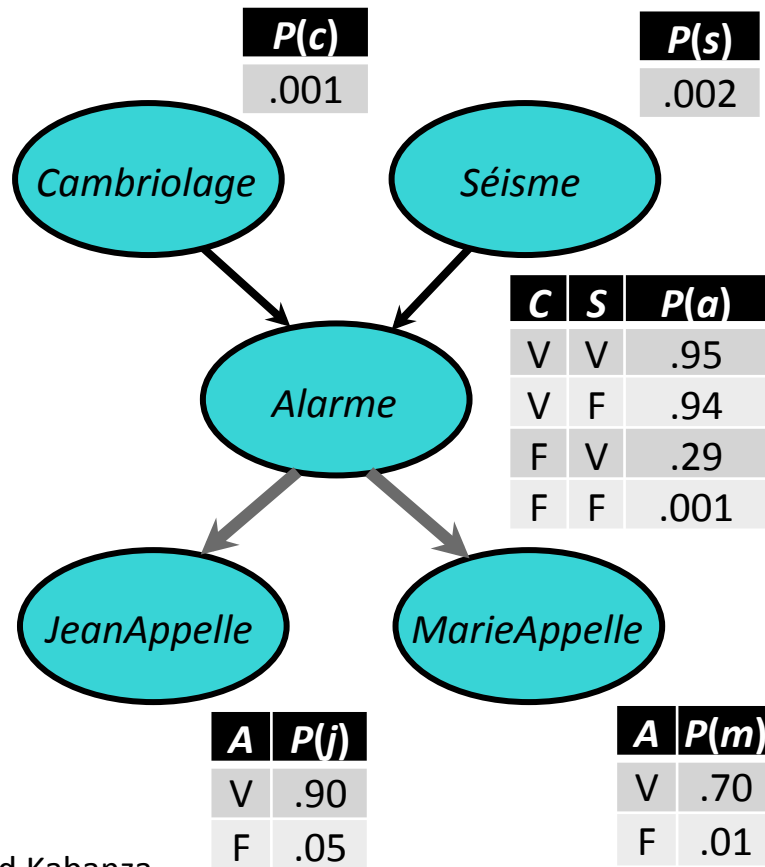 P(c)
.001
P(s)
.002
Cambriolage
Séisme
C S P(a)
V V .95
V F .94
F V .29
F F .001
Alarme
JeanAppelle
MarieAppelle
A P(j)
V .90
F .05
A P(m)
V .70
F .01
d Kabanza